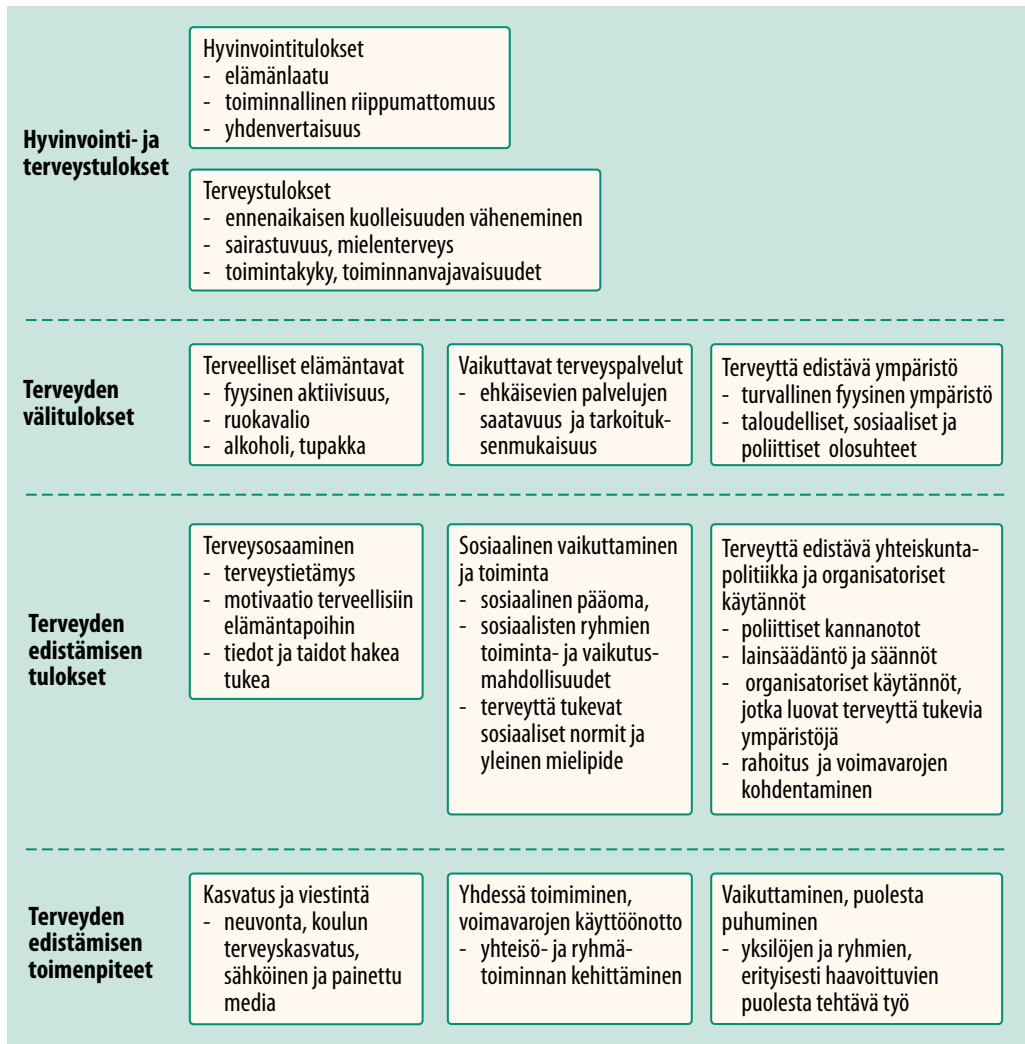 Hyvinvointi- ja
terveystulokset
Hyvinvointitulokset
- elämänlaatu
- toiminnallinen riippumattomuus
- yhdenvertaisuus
Terveystulokset
- ennenaikaisen kuolleisuuden väheneminen
- sairastuvuus, mielenterveys
- toimintakyky, toiminnanvajavaisuudet
Terveyden
välitulokset
Terveelliset elämäntavat
- fyysinen aktiivisuus,
- ruokavalio
- alkoholi, tupakka
Vaikuttavat terveyspalvelut
- ehkäisevien palvelujen
saatavuus ja tarkoituk-
senmukaisuus
Terveyttä edistävä ympäristö
- turvallinen fyysinen ympäristö
- taloudelliset, sosiaaliset ja
poliittiset olosuhteet
Terveyden
edistämisen
tulokset
Terveysosaaminen
- terveystietämys
- motivaatio terveellisiin
elämäntapoihin
- tiedot ja taidot hakea
tukea
Sosiaalinen vaikuttaminen
ja toiminta
- sosiaalinen pääoma,
- sosiaalisten ryhmien
toiminta- ja vaikutus-
mahdollisuudet
- terveyttä tukevat
sosiaaliset normit ja
yleinen mielipide
Terveyttä edistävä yhteiskunta-
politiikka ja organisatoriset
käytännöt
- poliittiset kannanotot
- lainsäädäntö ja säännöt
- organisatoriset käytännöt,
jotka luovat terveyttä tukevia
ympäristöjä
- rahoitus ja voimavarojen
kohdentaminen
Terveyden
edistämisen
toimenpiteet
Kasvatus ja viestintä
- neuvonta, koulun
terveyskasvatus,
sähköinen ja painettu
media
Yhdessä toimiminen,
voimavarojen käyttöönotto
- yhteisö- ja ryhmä-
toiminnan kehittäminen
Vaikuttaminen, puolesta
puhuminen
- yksilöjen ja ryhmien,
erityisesti haavoittuvien
puolesta tehtävä työ